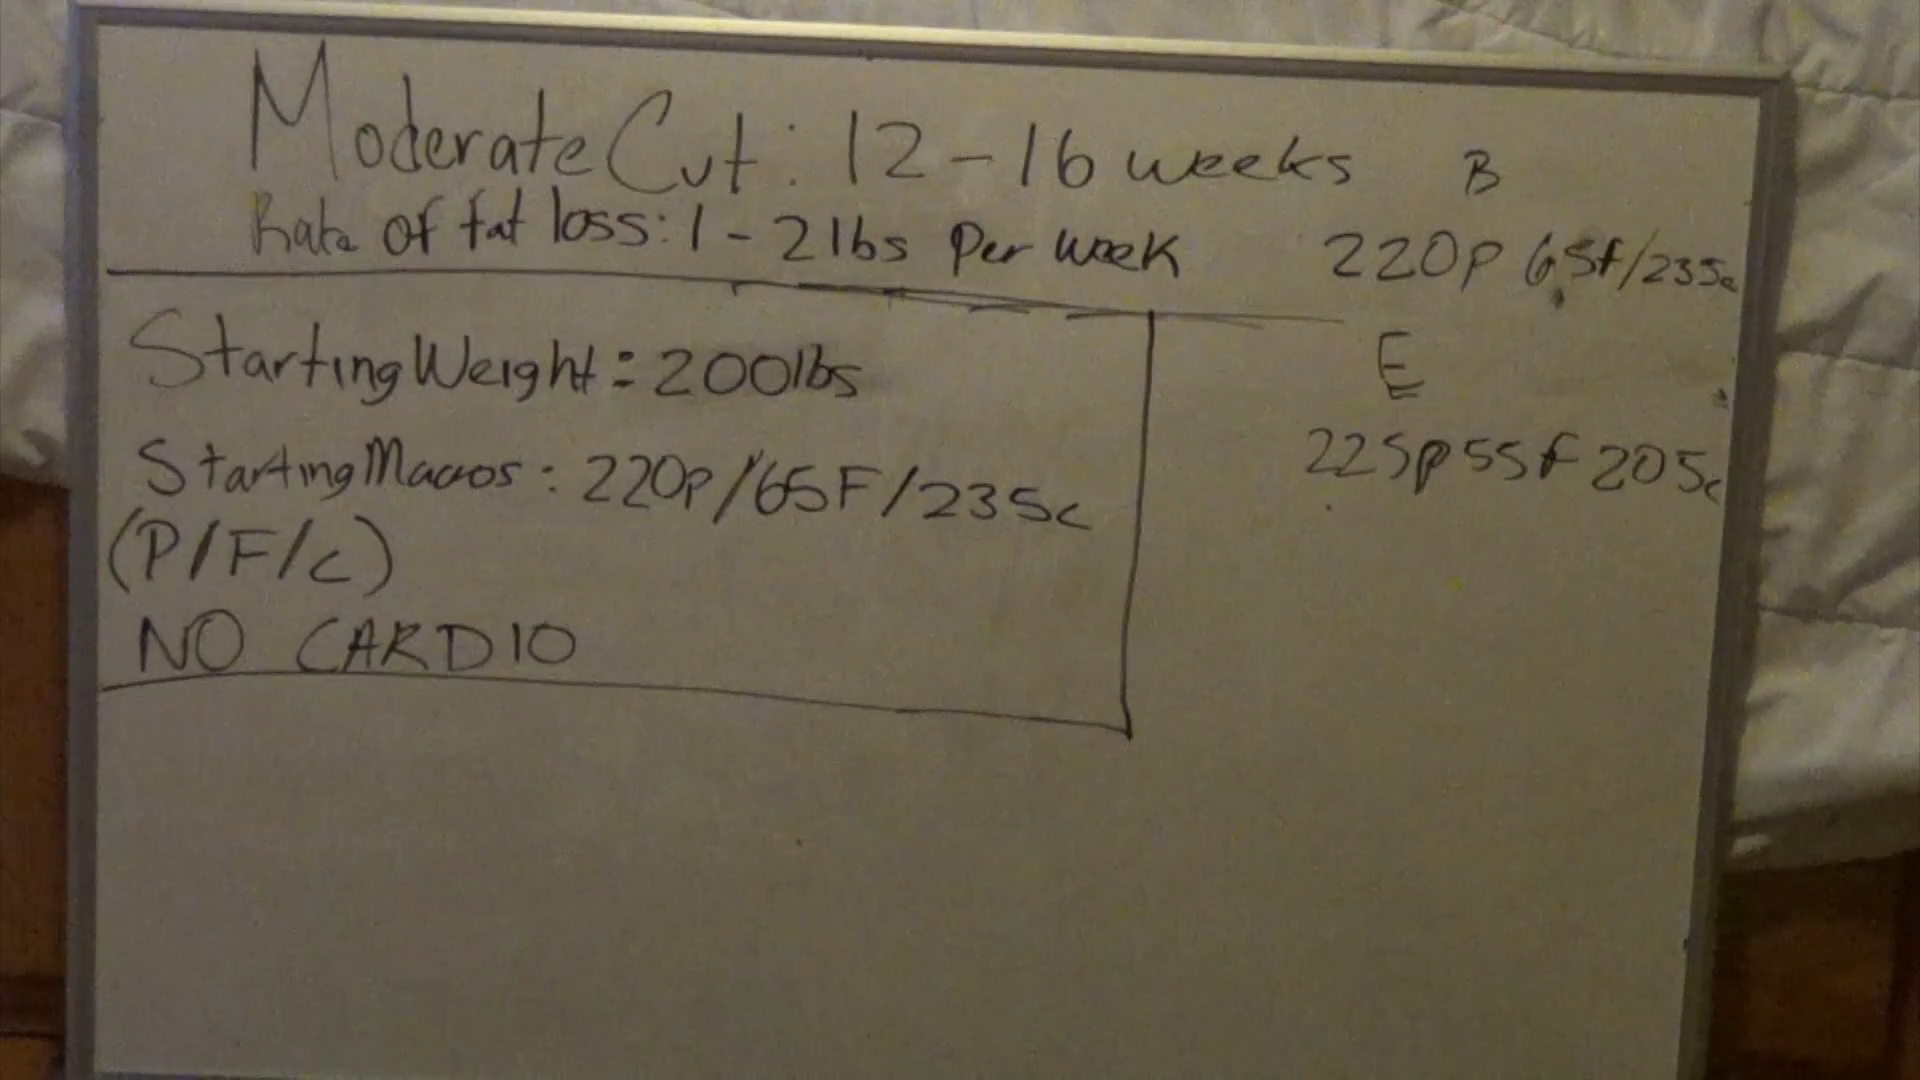 Moderate Cut: 12-16 weeks
Rate of fat loss: 1-2lbs Per week
Starting Weight: 200lbs
Starting Macros: 220p/65F/235c
(P/F/c)
NO CARDIO
B
220p 65f/235c
E
225p 55f 205c